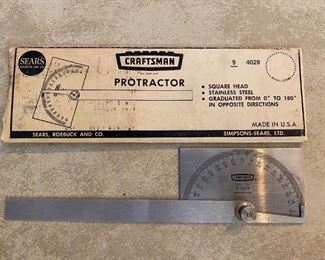 SEARS
CRAFTSMAN
9 4029
PROTRACTOR
• SQUARE HEAD
• STAINLESS STEEL
• GRADUATED FROM 0° TO 180°
IN OPPOSITE DIRECTIONS
MADE IN U.S.A.
SEARS, ROEBUCK AND CO.
SIMPSONS-SEARS, LTD.
CRAFTSMAN